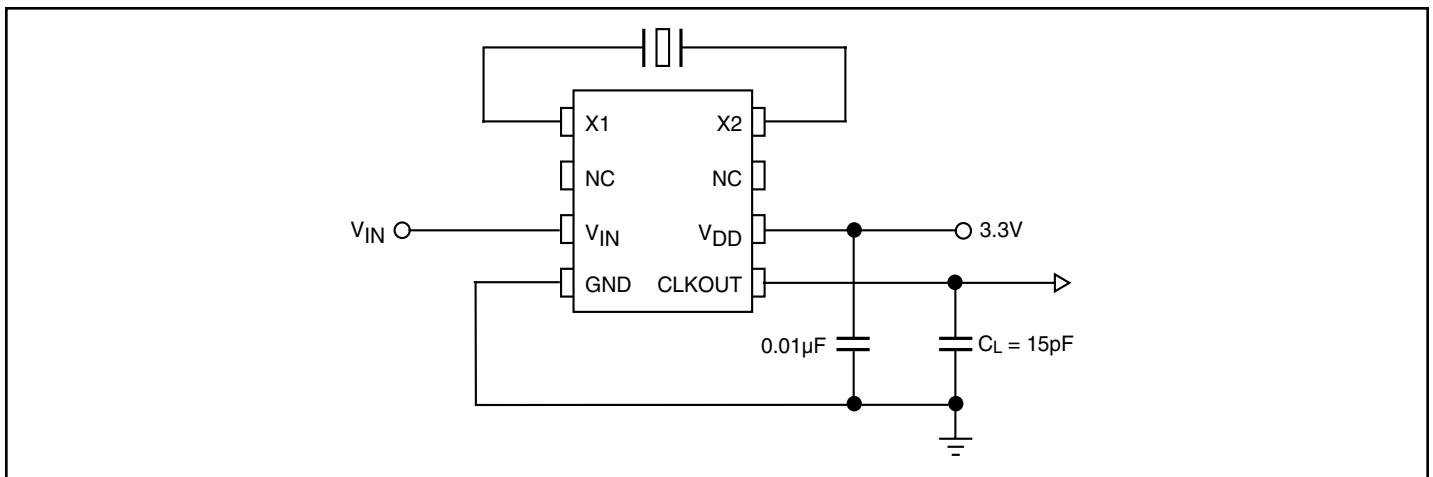 X1 X2
NC NC
VIN VIN VDD 3.3V
GND CLKOUT
0.01µF CL = 15pF